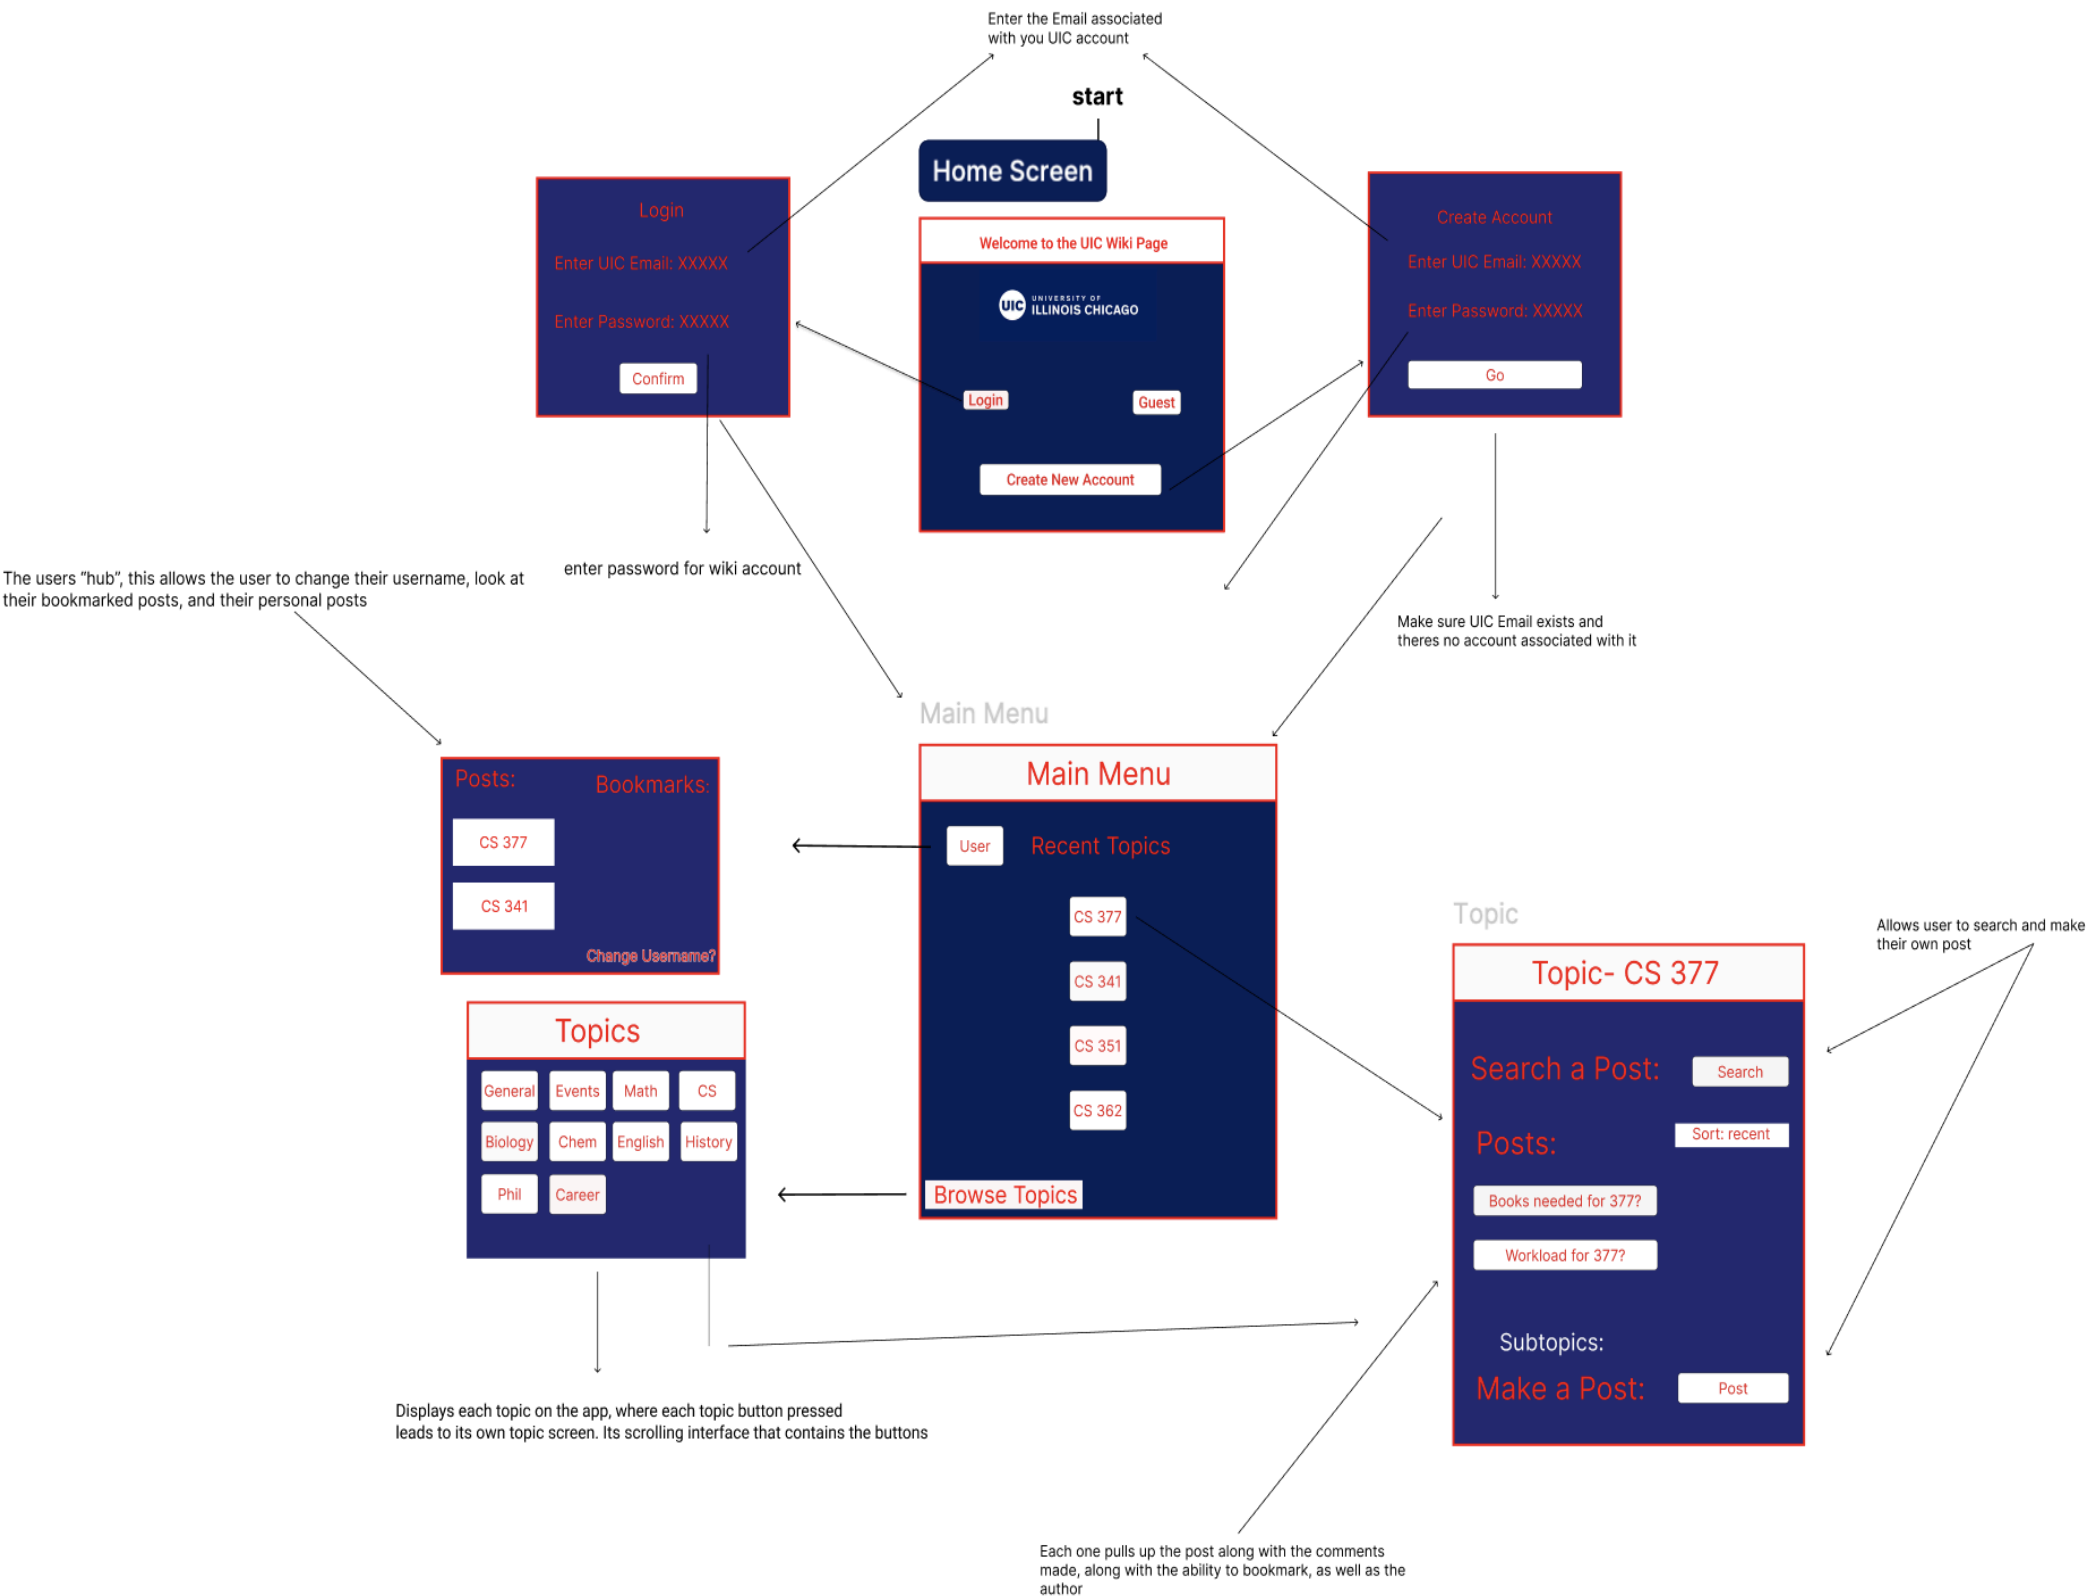 Enter the Email associated
with you UIC account
start
Home Screen
Login
Enter UIC Email: XXXXX
Enter Password: XXXXX
Confirm
Welcome to the UIC Wiki Page
UIC
UNIVERSITY OF
ILLINOIS CHICAGO
Login
Guest
Create New Account
Create Account
Enter UIC Email: XXXXX
Enter Password: XXXXX
Go
The users "hub", this allows the user to change their username, look at
their bookmarked posts, and their personal posts
enter password for wiki account
Make sure UIC Email exists and
theres no account associated with it
Posts:
Bookmarks:
CS 377
CS 341
Change Username?
Main Menu
Main Menu
User
Recent Topics
CS 377
CS 341
CS 351
CS 362
Browse Topics
Topics
General
Events
Math
CS
Biology
Chem
English
History
Phil
Career
Displays each topic on the app, where each topic button pressed
leads to its own topic screen. Its scrolling interface that contains the buttons
Topic
Topic- CS 377
Search a Post:
Search
Posts:
Sort: recent
Books needed for 377?
Workload for 377?
Subtopics:
Make a Post:
Post
Allows user to search and make
their own post
Each one pulls up the post along with the comments
made, along with the ability to bookmark, as well as the
author